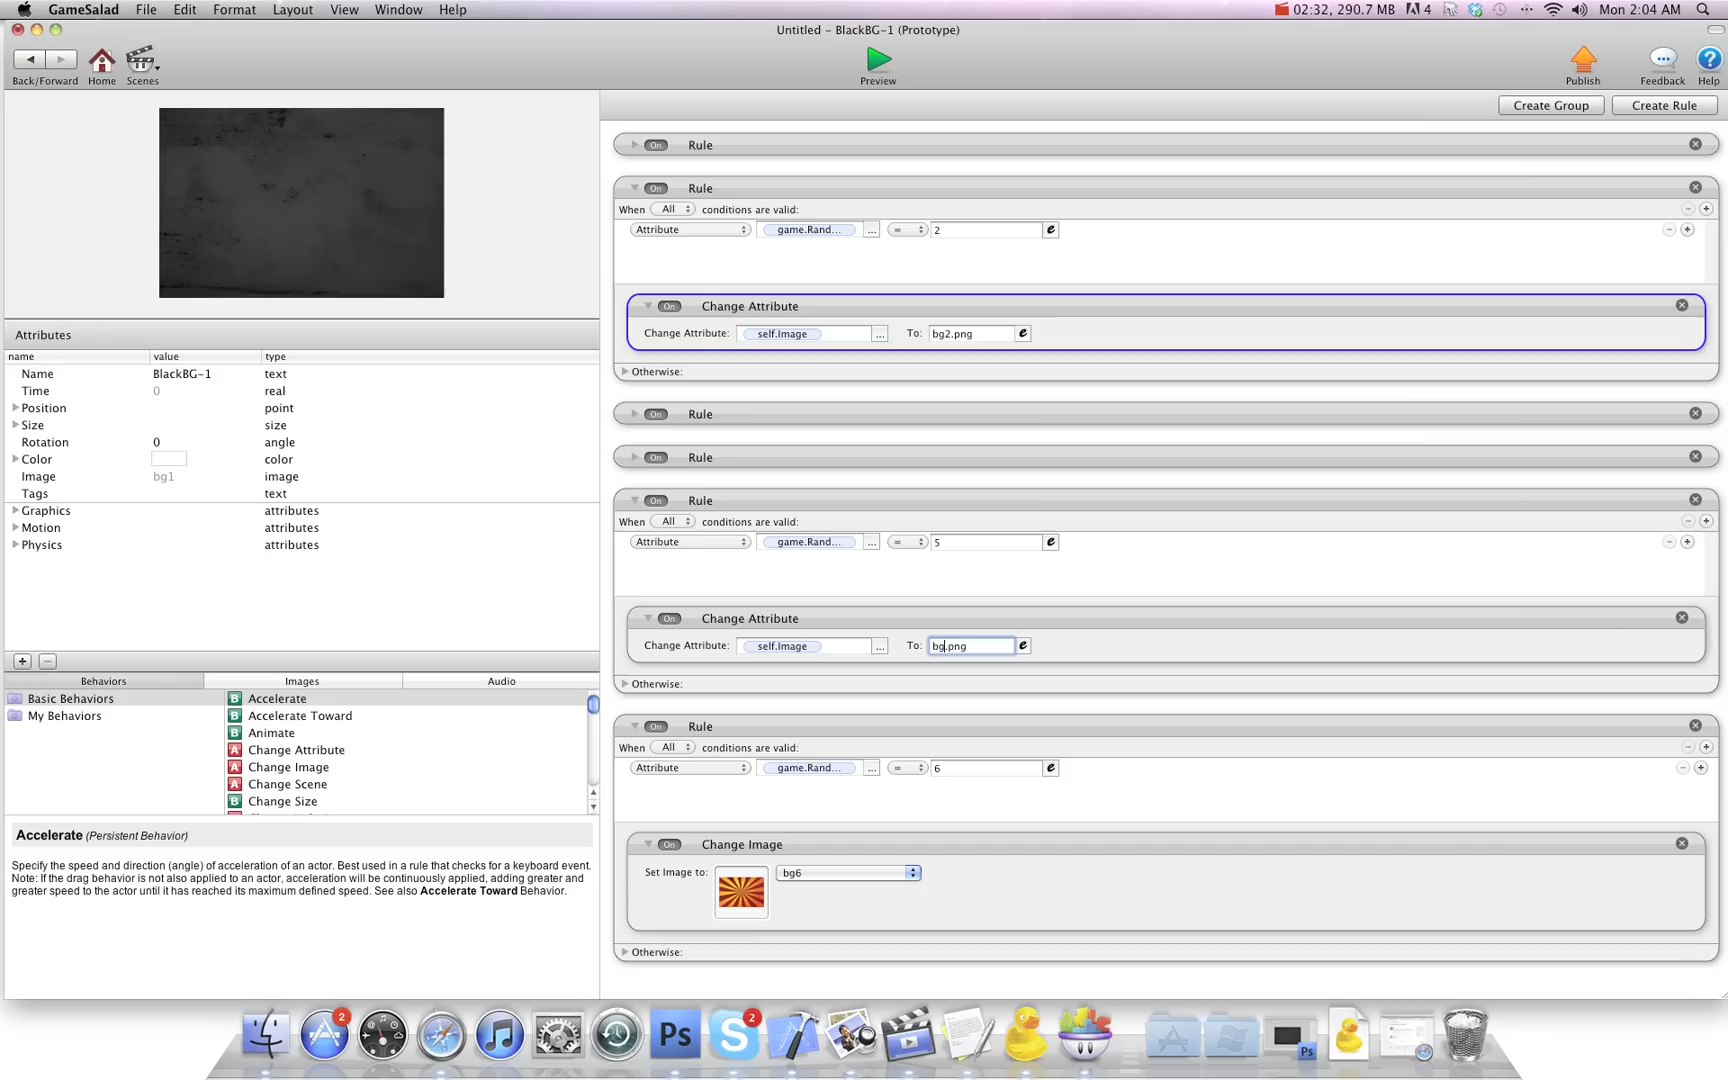 GameSalad File Edit Format Layout View Window Help 02:32, 290.7 MB 4 Mon 2:04 AM
Untitled – BlackBG-1 (Prototype)
Back/Forward Home Scenes Preview Publish Feedback Help
Create Group Create Rule
On Rule
On Rule
When All conditions are valid:
Attribute game.Rand... ... = 2 e
On Change Attribute
Change Attribute: self.Image ... To: bg2.png e
Otherwise:
On Rule
On Rule
On Rule
When All conditions are valid:
Attribute game.Rand... ... = 5 e
On Change Attribute
Change Attribute: self.Image ... To: bg.png e
Otherwise:
On Rule
When All conditions are valid:
Attribute game.Rand... ... = 6 e
On Change Image
Set Image to: bg6
Otherwise:
Attributes
name value type
Name BlackBG-1 text
Time 0 real
Position point
Size size
Rotation 0 angle
Color color
Image bg1 image
Tags text
Graphics attributes
Motion attributes
Physics attributes
Behaviors Images Audio
Basic Behaviors
My Behaviors
B Accelerate
B Accelerate Toward
B Animate
A Change Attribute
A Change Image
A Change Scene
B Change Size
Accelerate (Persistent Behavior)
Specify the speed and direction (angle) of acceleration of an actor. Best used in a rule that checks for a keyboard event.
Note: If the drag behavior is not also applied to an actor, acceleration will be continuously applied, adding greater and
greater speed to the actor until it has reached its maximum defined speed. See also Accelerate Toward Behavior.
2 Ps S 2 Ps